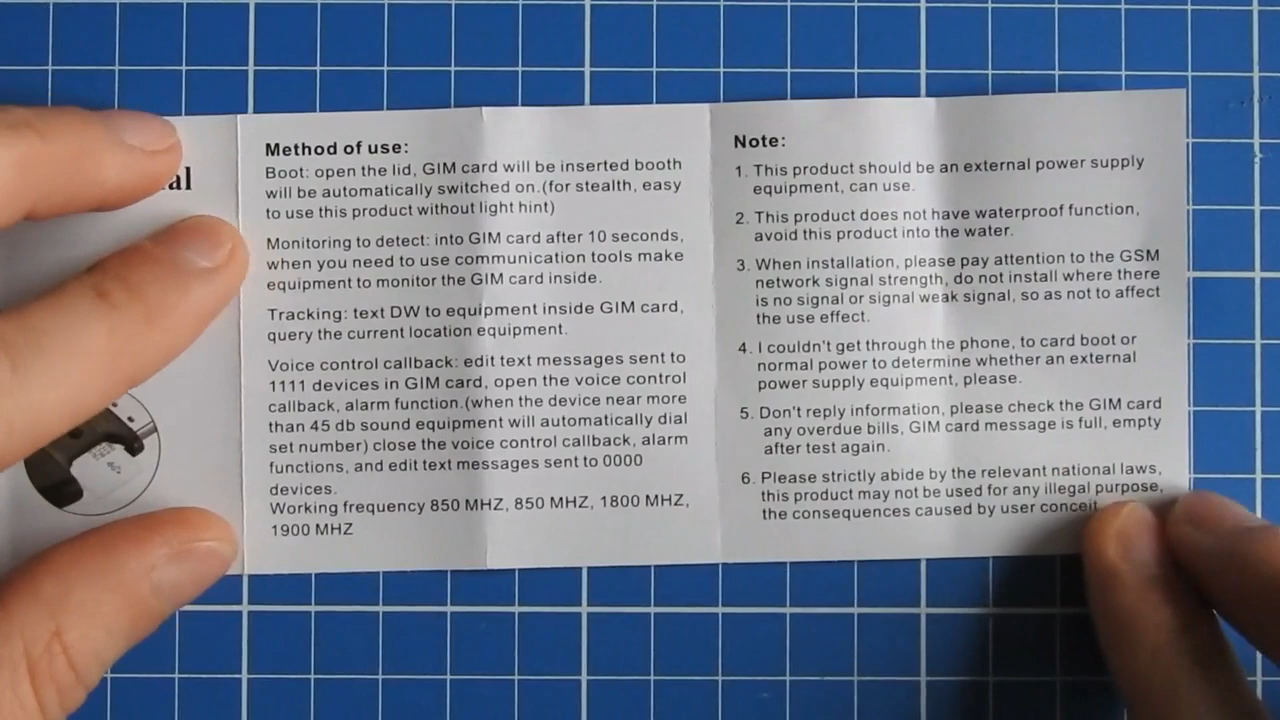 al
Method of use:
Boot: open the lid, GIM card will be inserted booth
will be automatically switched on.(for stealth, easy
to use this product without light hint)
Monitoring to detect: into GIM card after 10 seconds,
when you need to use communication tools make
equipment to monitor the GIM card inside.
Tracking: text DW to equipment inside GIM card,
query the current location equipment.
Voice control callback: edit text messages sent to
1111 devices in GIM card, open the voice control
callback, alarm function.(when the device near more
than 45 db sound equipment will automatically dial
set number) close the voice control callback, alarm
functions, and edit text messages sent to 0000
devices.
Working frequency 850 MHZ, 850 MHZ, 1800 MHZ,
1900 MHZ
Note:
1. This product should be an external power supply
equipment, can use.
2. This product does not have waterproof function,
avoid this product into the water.
3. When installation, please pay attention to the GSM
network signal strength, do not install where there
is no signal or signal weak signal, so as not to affect
the use effect.
4. I couldn't get through the phone, to card boot or
normal power to determine whether an external
power supply equipment, please.
5. Don't reply information, please check the GIM card
any overdue bills, GIM card message is full, empty
after test again.
6. Please strictly abide by the relevant national laws,
this product may not be used for any illegal purpose,
the consequences caused by user conceit